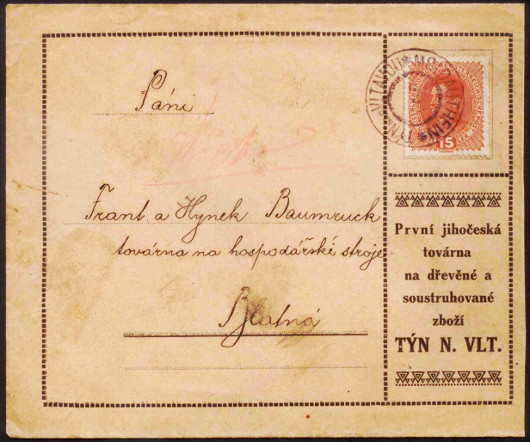 Páni
Frant a Hynek Baumruck
továrna na hospodářské stroje
Blatná
15
První jihočeská
továrna
na dřevěné a
soustruhované
zboží
TÝN N. VLT.